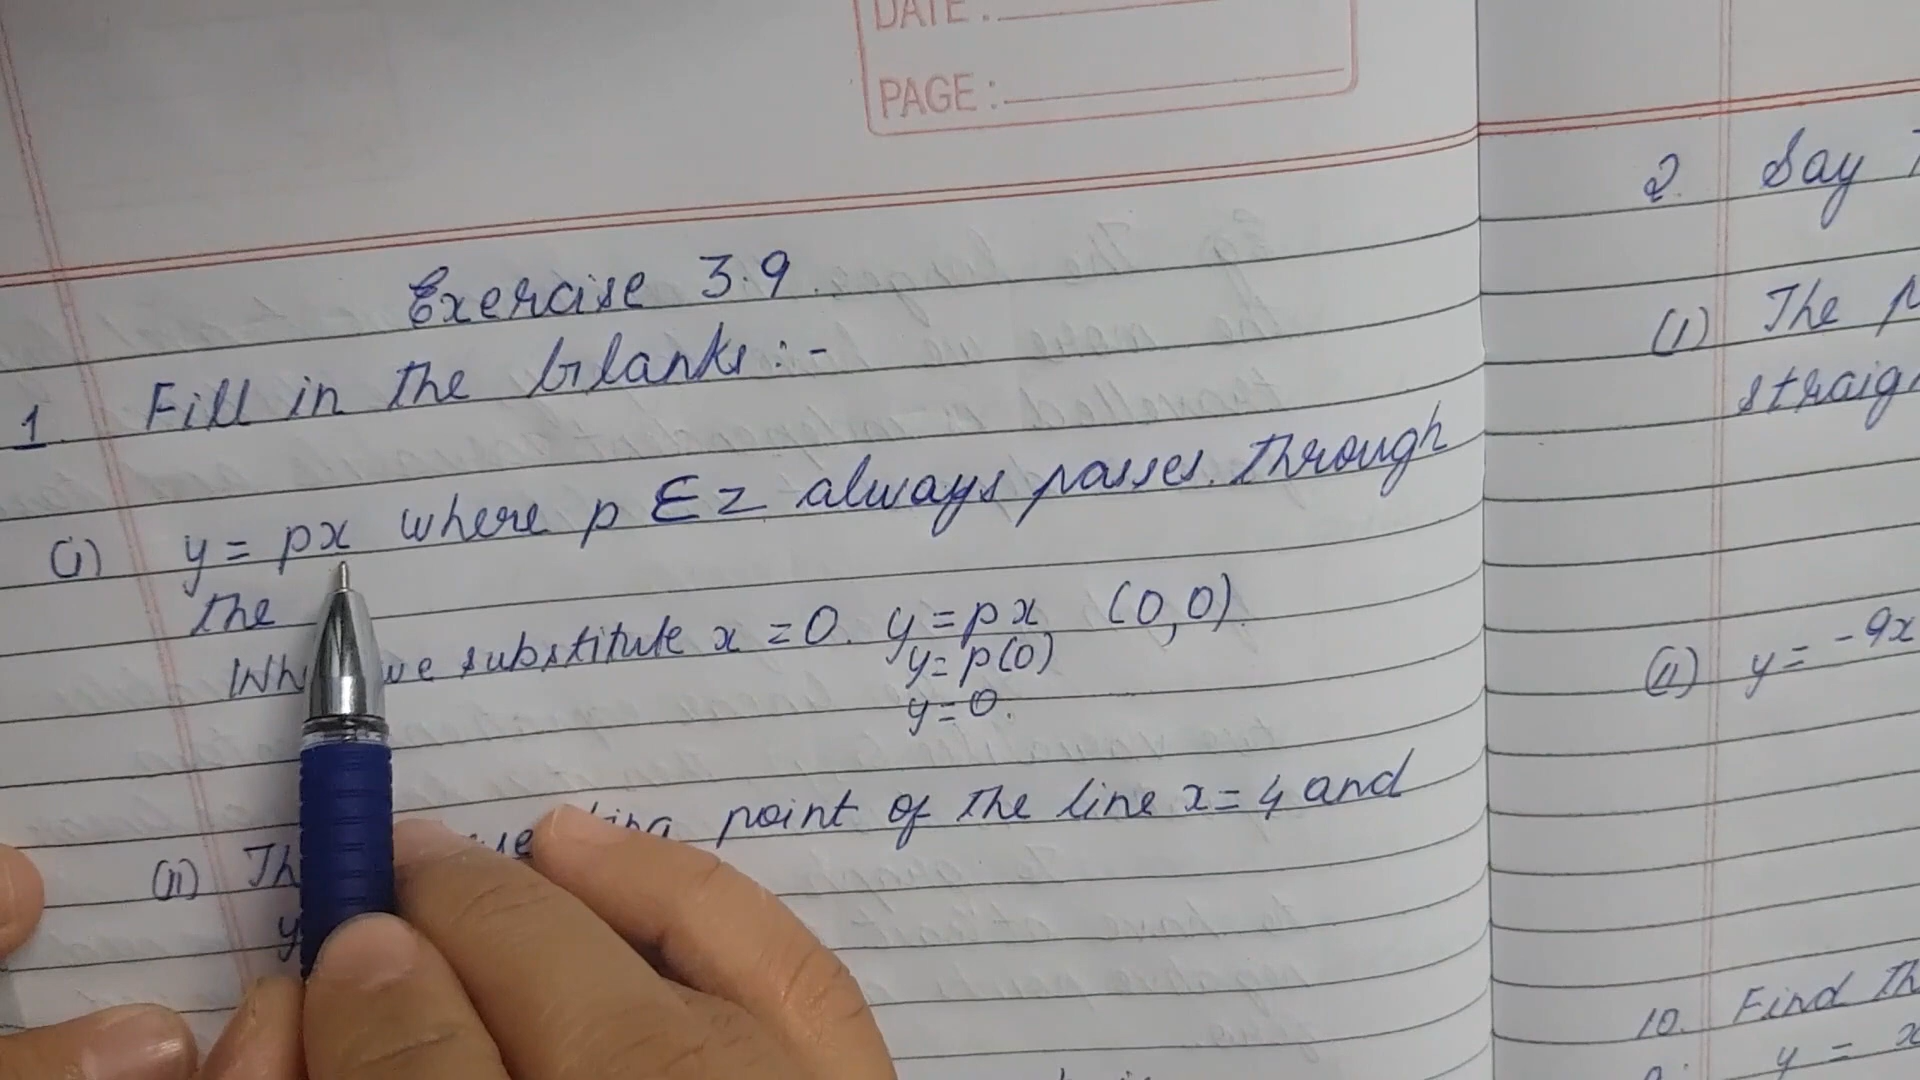 DATE :
PAGE :
Exercise 3.9
1. Fill in the blanks :-
(i) y = px where p ∈ z always passes through
the
we substitute x = 0. y = px (0,0).
y = p(0)
y = 0.
(ii) point of the line x = 4 and
y
2. Say
(i) The
(ii) y = -9x
10. Find
y = x